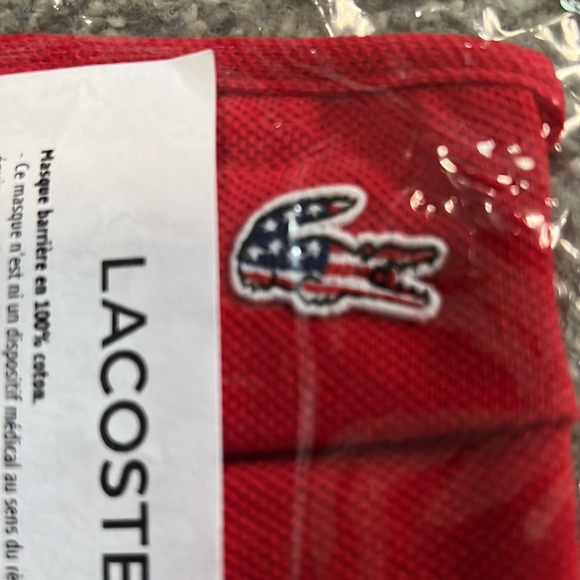 LACOSTE
Masque barrière en 100% coton.
- Ce masque n'est ni un dispositif médical au sens du